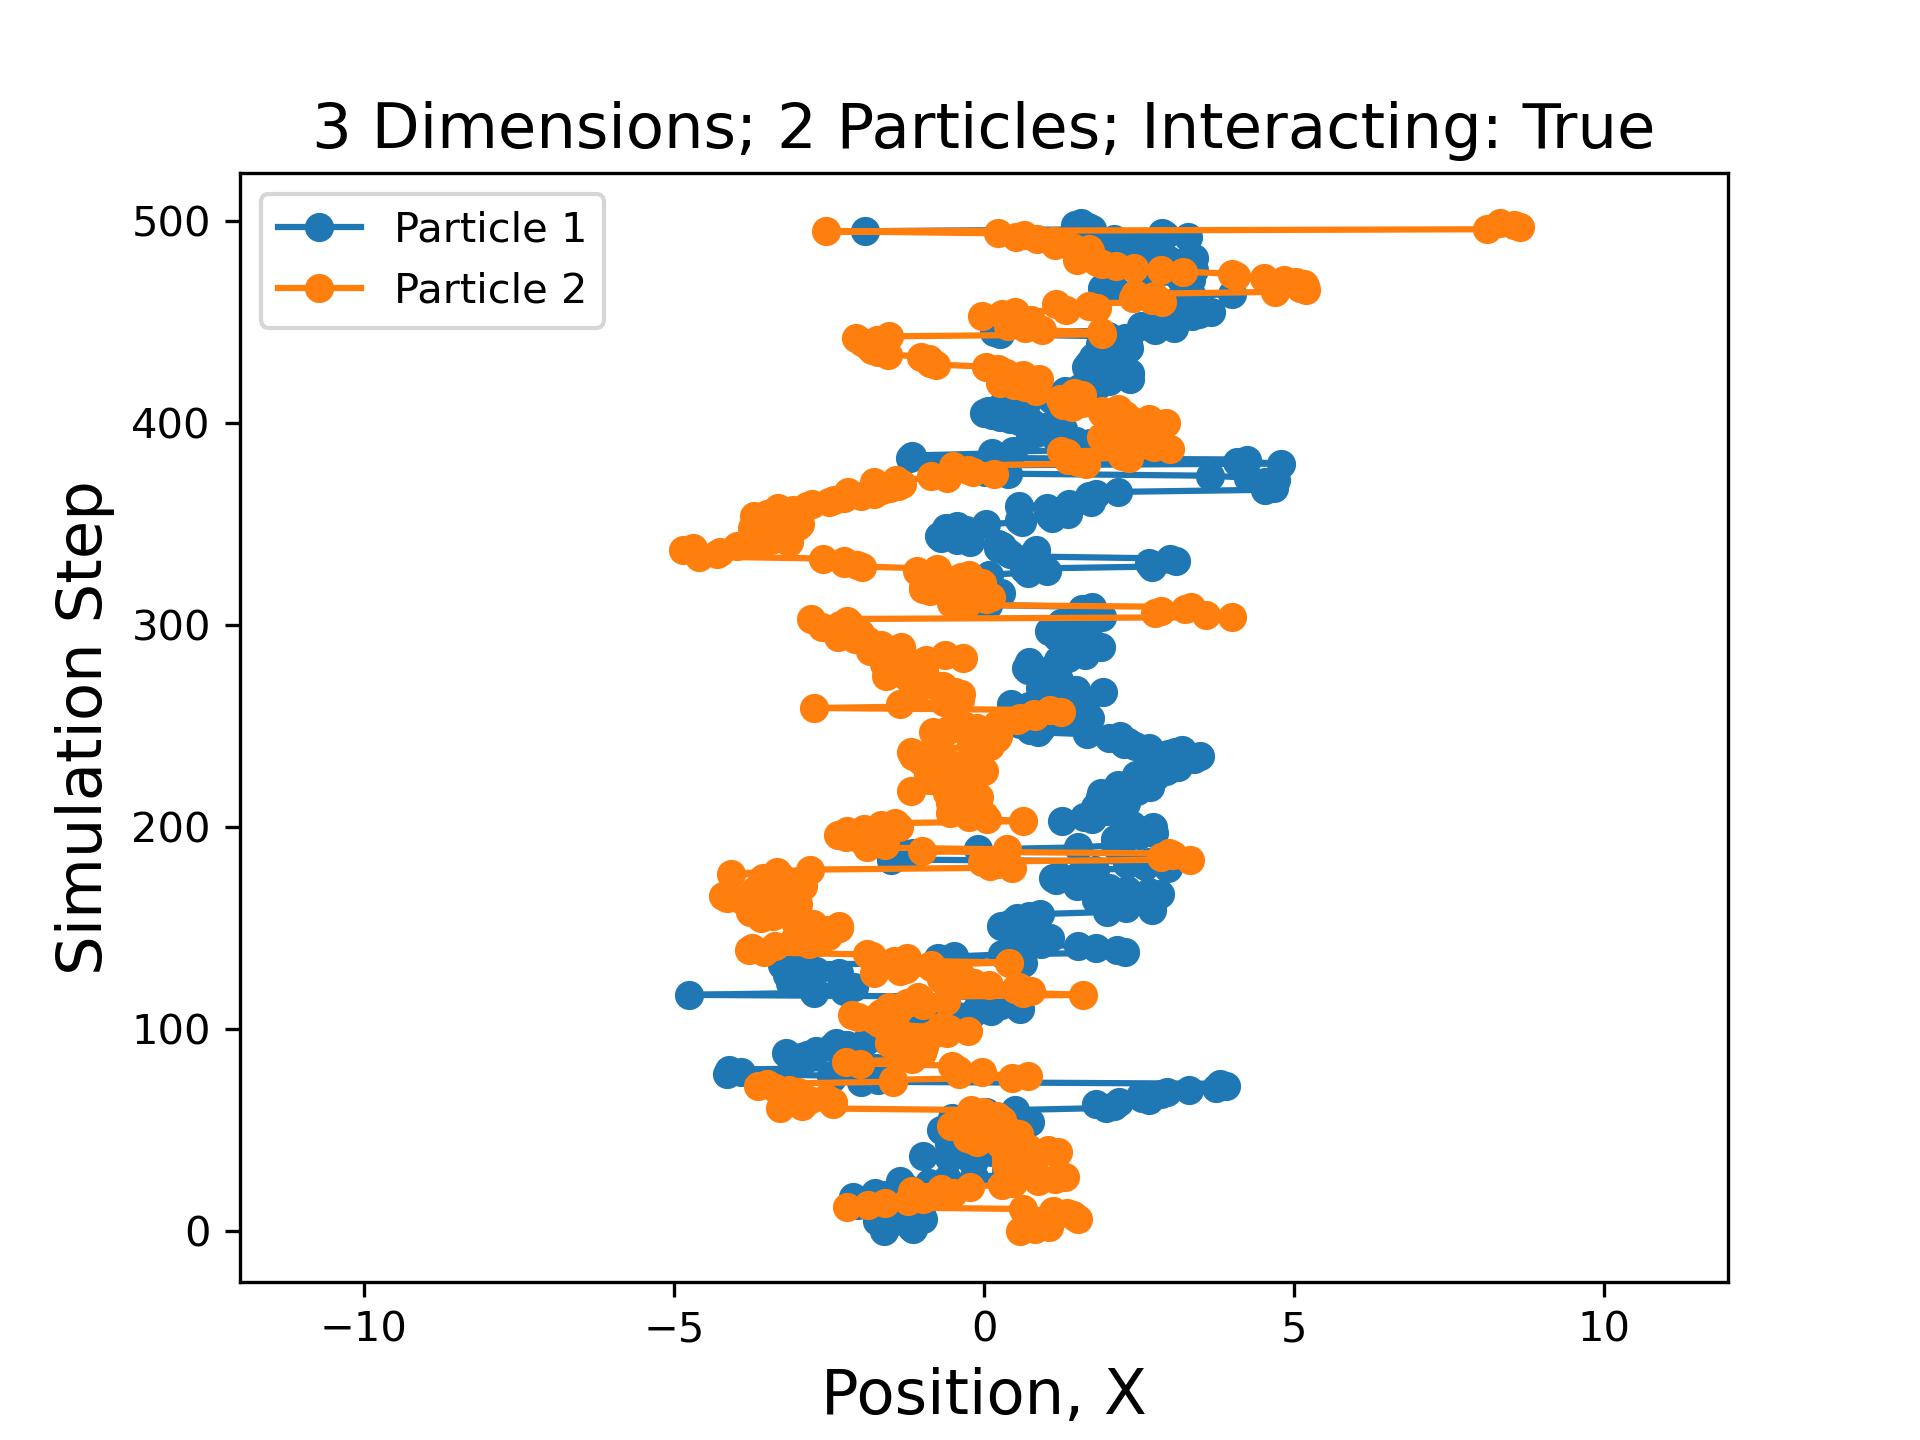 3 Dimensions; 2 Particles; Interacting: True
Particle 1
Particle 2
500
400
300
200
100
0
Simulation Step
−10
−5
0
5
10
Position, X